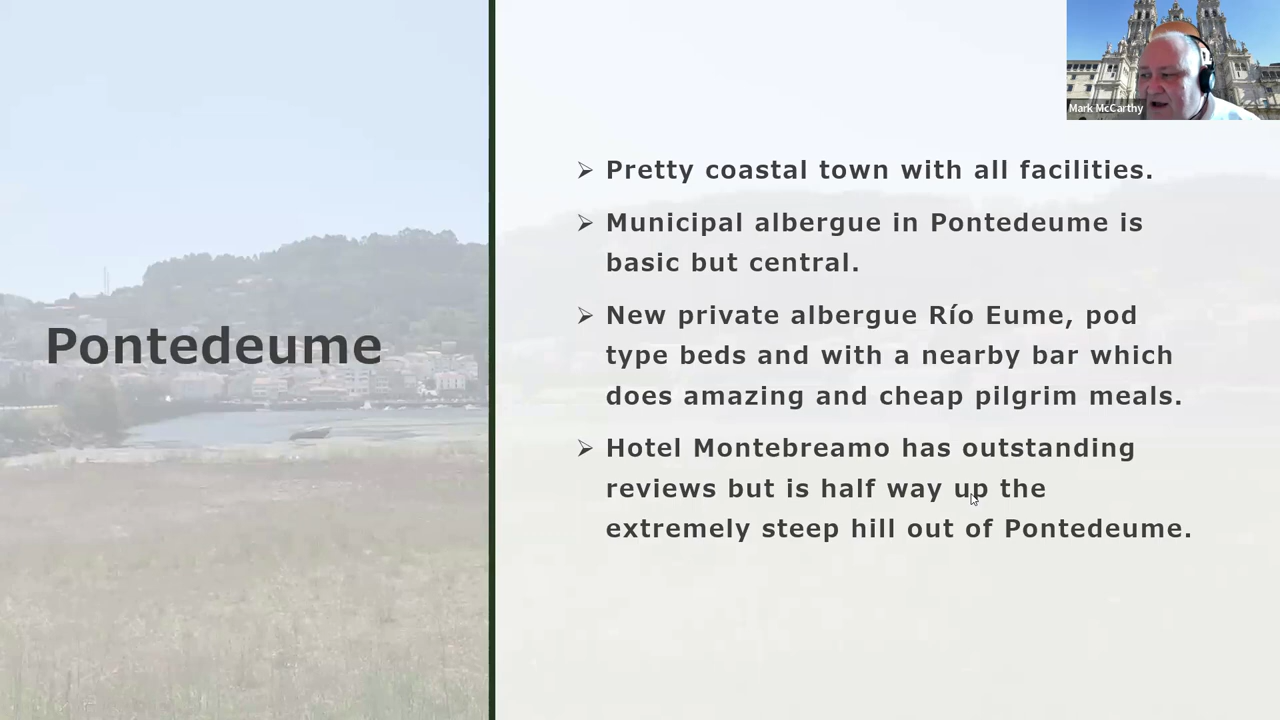 Mark McCarthy
Pontedeume
➢ Pretty coastal town with all facilities.
➢ Municipal albergue in Pontedeume is
basic but central.
➢ New private albergue Río Eume, pod
type beds and with a nearby bar which
does amazing and cheap pilgrim meals.
➢ Hotel Montebreamo has outstanding
reviews but is half way up the
extremely steep hill out of Pontedeume.